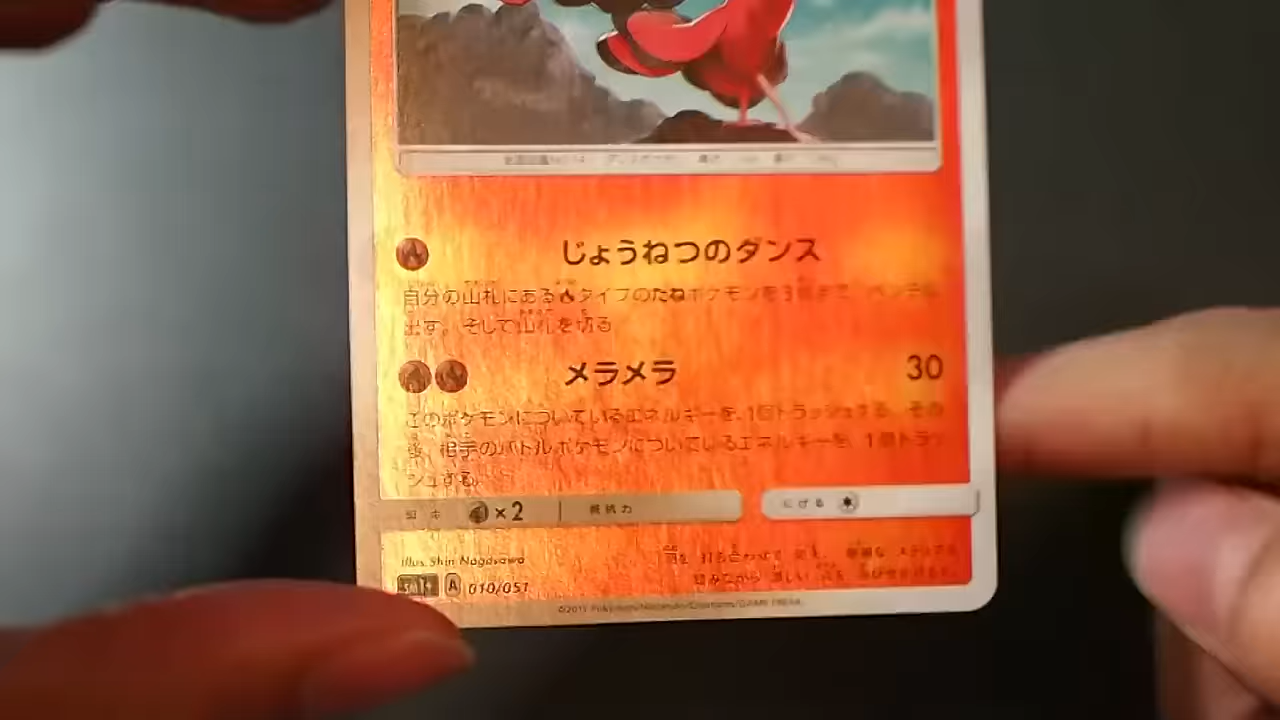 じょうねつのダンス
自分の山札にあるタイプのたねポケモンを3枚まで、ベンチに
出す。そして山札を切る。
メラメラ 30
このポケモンについているエネルギーを、1個トラッシュする。その
後、相手のバトルポケモンについているエネルギーを、1個トラッ
シュする。
×2 抵抗力 にげる
Illus. Shin Nagasawa
A 010/051
Pokémon/Nintendo/Creatures/GAME FREAK